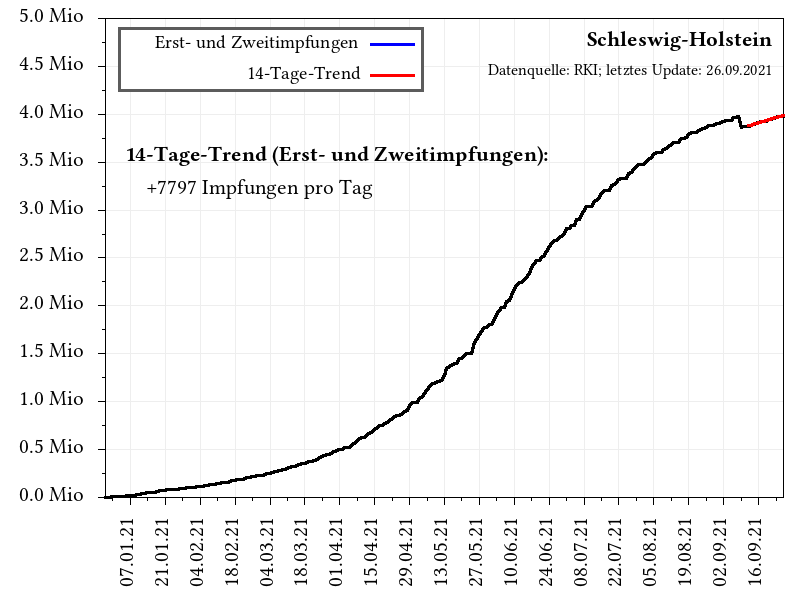 5.0 Mio
4.5 Mio
4.0 Mio
3.5 Mio
3.0 Mio
2.5 Mio
2.0 Mio
1.5 Mio
1.0 Mio
0.5 Mio
0.0 Mio
Erst- und Zweitimpfungen
14-Tage-Trend
Schleswig-Holstein
Datenquelle: RKI; letztes Update: 26.09.2021
14-Tage-Trend (Erst- und Zweitimpfungen):
+7797 Impfungen pro Tag
07.01.21
21.01.21
04.02.21
18.02.21
04.03.21
18.03.21
01.04.21
15.04.21
29.04.21
13.05.21
27.05.21
10.06.21
24.06.21
08.07.21
22.07.21
05.08.21
19.08.21
02.09.21
16.09.21